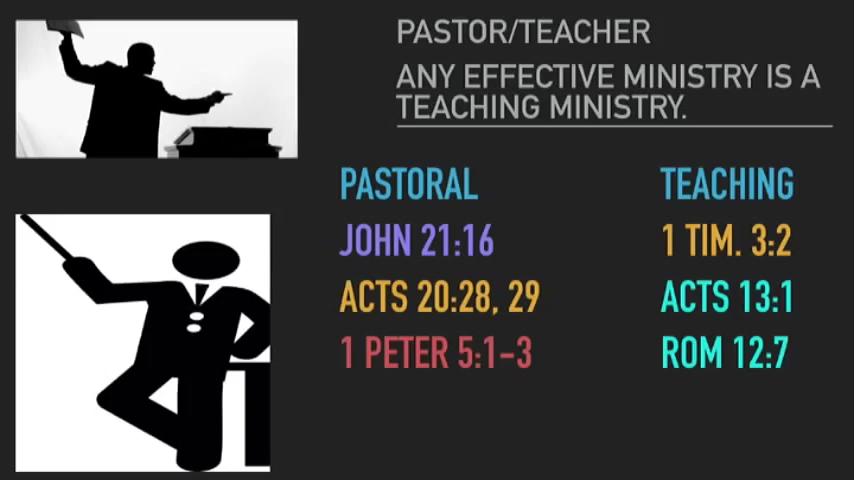 PASTOR/TEACHER
ANY EFFECTIVE MINISTRY IS A
TEACHING MINISTRY.
PASTORAL
JOHN 21:16
ACTS 20:28, 29
1 PETER 5:1-3
TEACHING
1 TIM. 3:2
ACTS 13:1
ROM 12:7